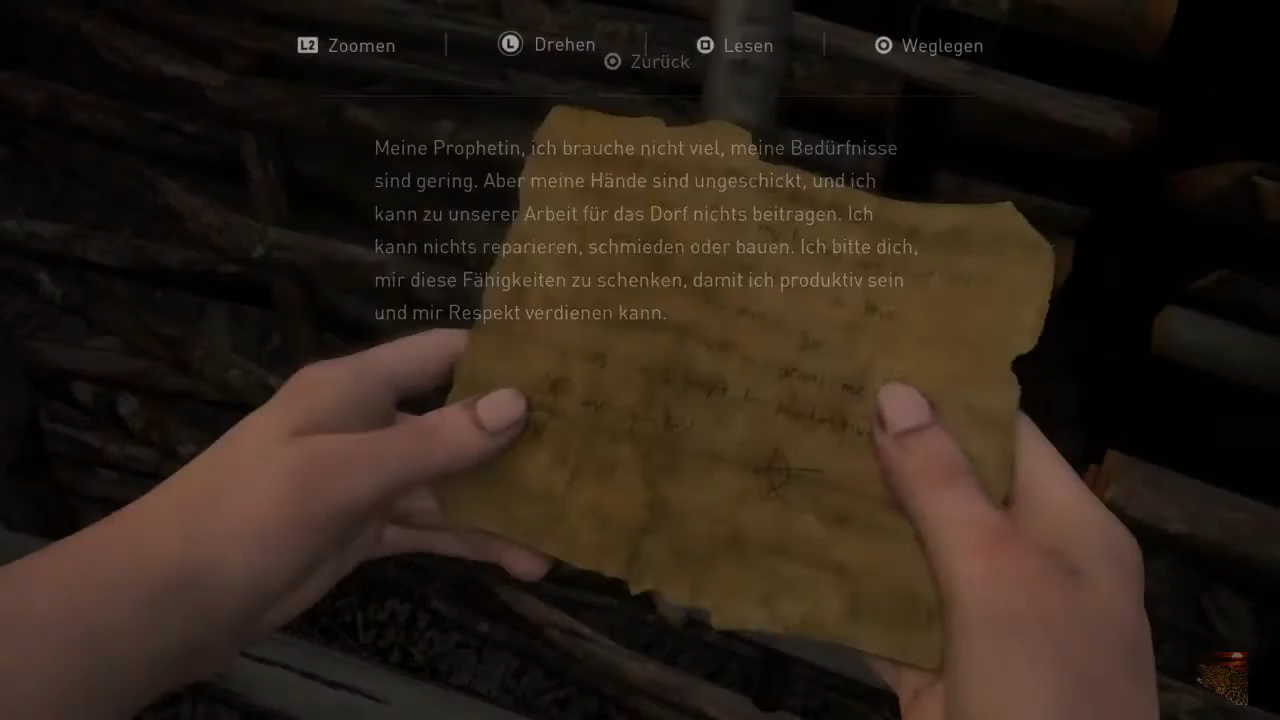 L2 Zoomen L Drehen Lesen Weglegen
Zurück
Meine Prophetin, ich brauche nicht viel, meine Bedürfnisse
sind gering. Aber meine Hände sind ungeschickt, und ich
kann zu unserer Arbeit für das Dorf nichts beitragen. Ich
kann nichts reparieren, schmieden oder bauen. Ich bitte dich,
mir diese Fähigkeiten zu schenken, damit ich produktiv sein
und mir Respekt verdienen kann.